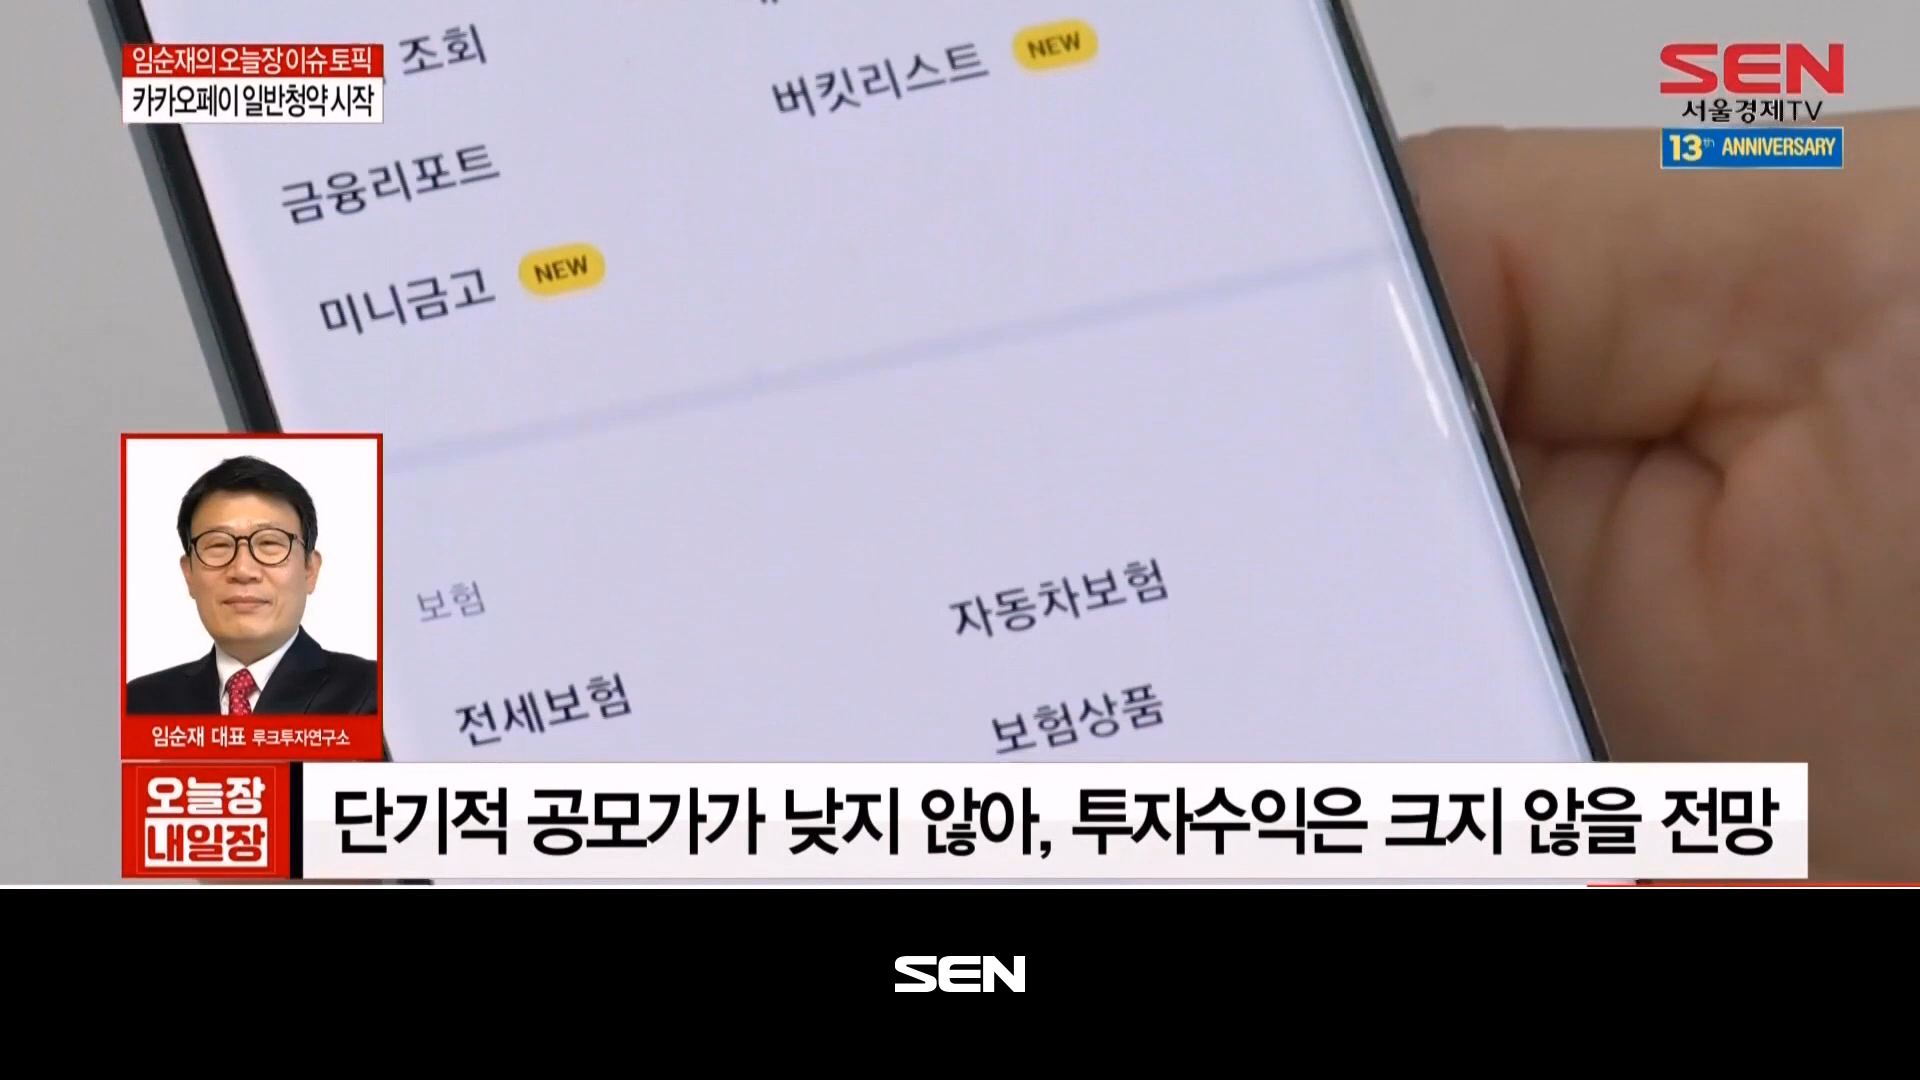 임순재의 오늘장 이슈 토픽
카카오페이 일반청약 시작
SEN
서울경제TV
13th ANNIVERSARY
조회
버킷리스트 NEW
금융리포트
미니금고 NEW
보험
자동차보험
전세보험
보험상품
임순재 대표 루크투자연구소
오늘장
내일장
단기적 공모가가 낮지 않아, 투자수익은 크지 않을 전망
SEN